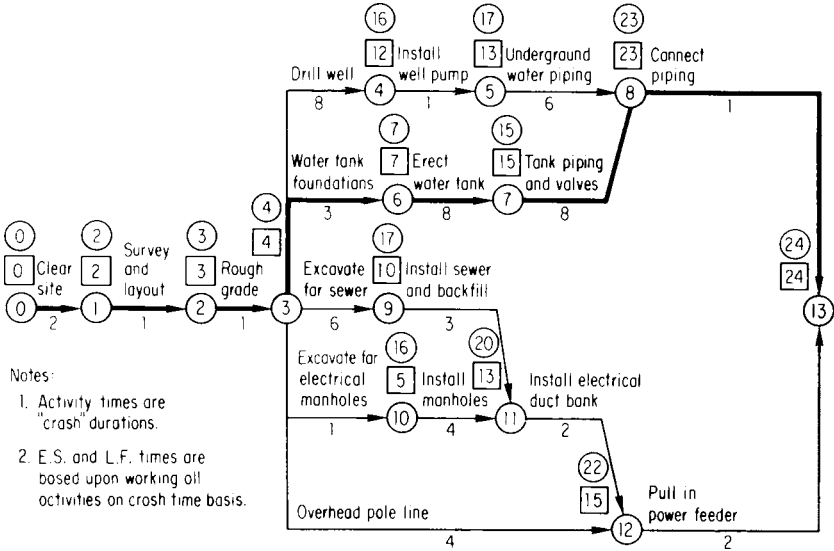 16
17
23
12
Install
13
Underground
23
Connect
Drill well
well pump
water piping
piping
4
5
8
8
1
6
1
7
15
Water tank
7
Erect
15
Tank piping
foundations
water tank
and valves
4
6
7
3
8
8
4
0
2
3
17
24
0
Clear
2
Survey
and
3
Rough
Excavate
10
Install sewer
24
site
layout
grade
for sewer
and backfill
0
1
2
3
9
13
2
1
1
6
3
16
20
Excavate for
electrical
manholes
5
Install
manholes
13
Install electrical
duct bank
10
11
1
4
2
22
15
Pull in
Overhead pole line
power feeder
12
4
2
Notes:
1. Activity times are
"crash" durations.
2. E.S. and L.F. times are
based upon working all
activities on crash time basis.